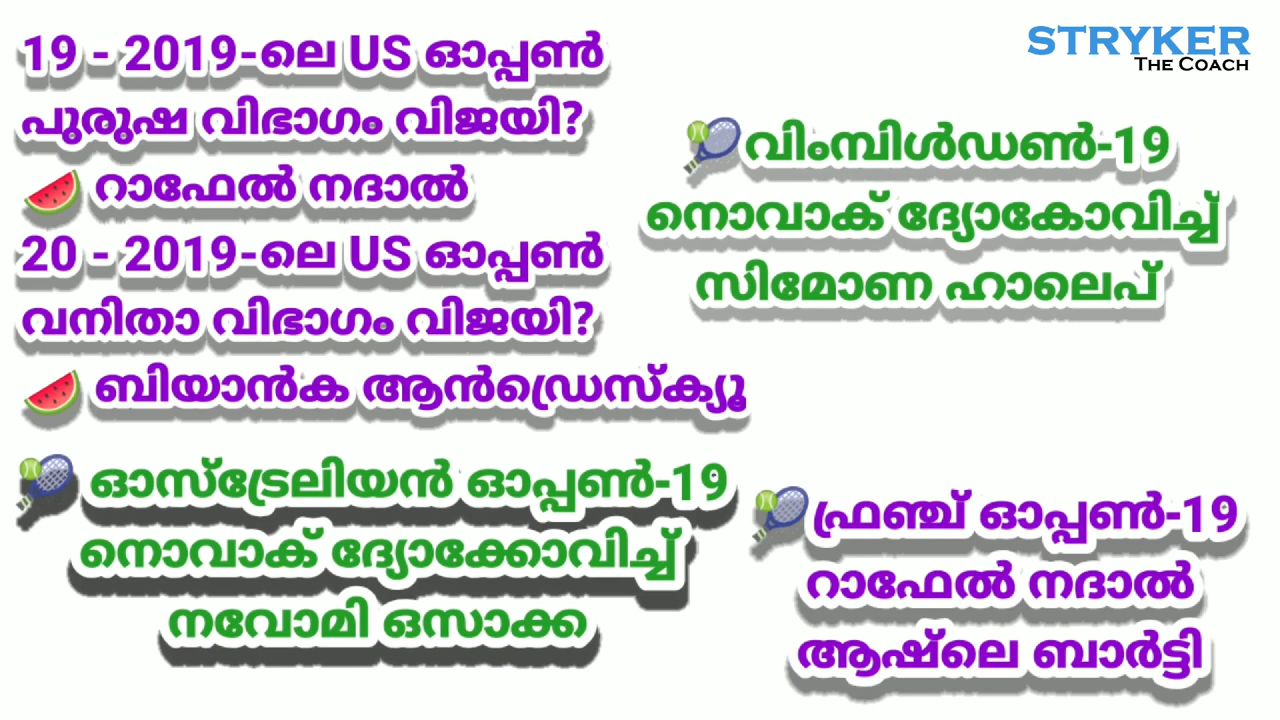 STRYKER
THE COACH
19 - 2019-ലെ US ഓപ്പൺ
പുരുഷ വിഭാഗം വിജയി?
റാഫേൽ നദാൽ
20 - 2019-ലെ US ഓപ്പൺ
വനിതാ വിഭാഗം വിജയി?
ബിയാൻക ആൻഡ്രെസ്ക്യൂ
വിംമ്പിൾഡൺ-19
നൊവാക് ദ്യോകോവിച്ച്
സിമോണ ഹാലെപ്
ഓസ്ട്രേലിയൻ ഓപ്പൺ-19
നൊവാക് ദ്യോക്കോവിച്ച്
നവോമി ഒസാക്ക
ഫ്രഞ്ച് ഓപ്പൺ-19
റാഫേൽ നദാൽ
ആഷ്‌ലെ ബാർട്ടി